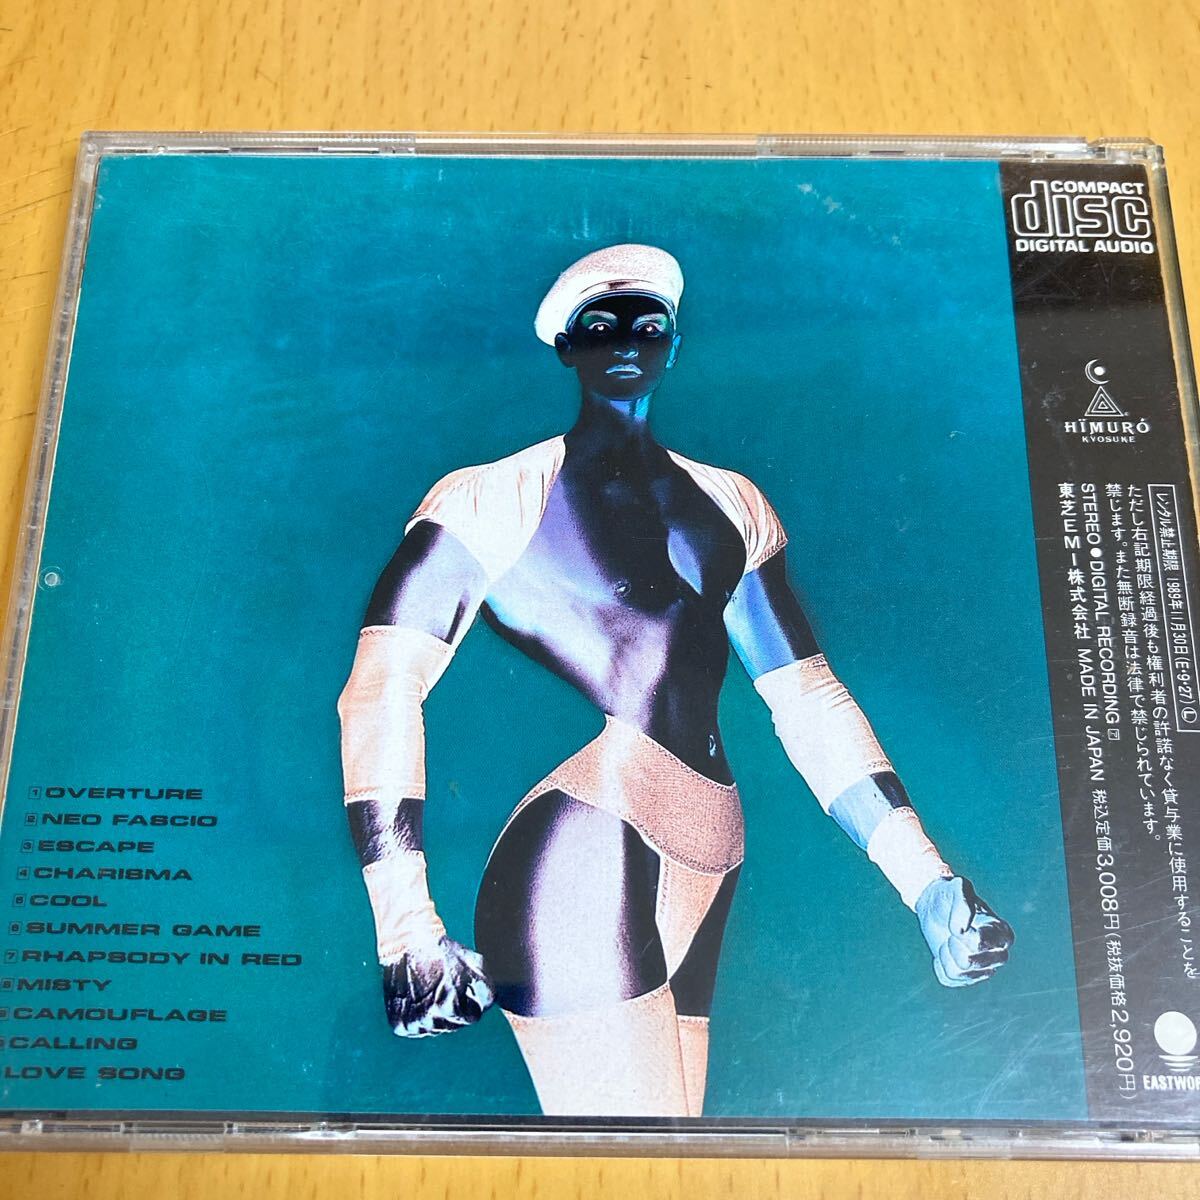 1 OVERTURE
2 NEO FASCIO
3 ESCAPE
4 CHARISMA
5 COOL
6 SUMMER GAME
7 RHAPSODY IN RED
8 MISTY
9 CAMOUFLAGE
CALLING
LOVE SONG
COMPACT
disc
DIGITAL AUDIO
HÏMURÓ
KYOSUKE
レンタル禁止期限 1989年11月30日(E・9・27)Ⓛ
ただし右記期限経過後も権利者の許諾なく貸与業に使用することを
禁じます。また無断録音は法律で禁じられています。
STEREO●DIGITAL RECORDING
東芝EMI株式会社 MADE IN JAPAN 税込定価3,008円(税抜価格2,920円)